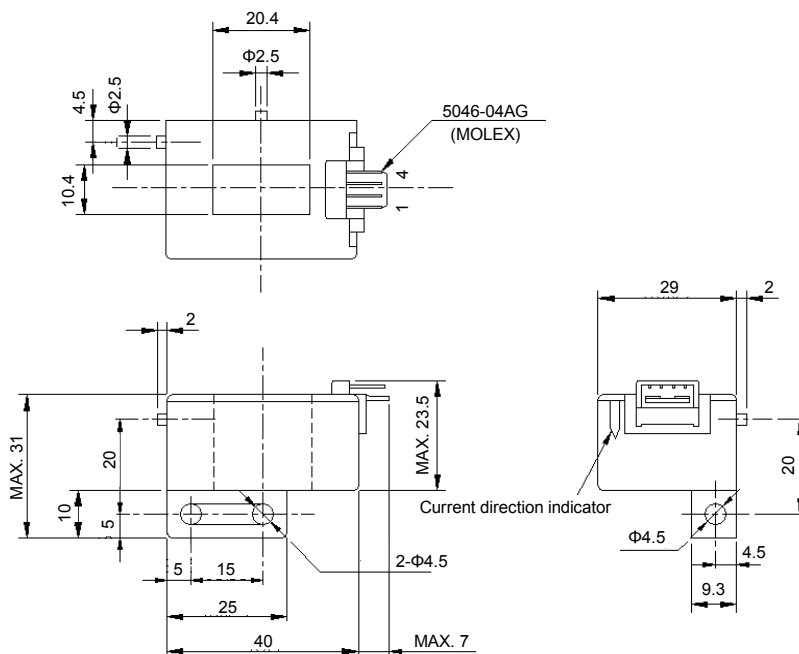 20.4
Φ2.5
Φ2.5
4.5
5046-04AG
(MOLEX)
10.4
4
1
2
29
2
MAX. 31
20
10
5
MAX. 23.5
Current direction indicator
20
5
15
2-Φ4.5
Φ4.5
4.5
25
9.3
40
MAX. 7